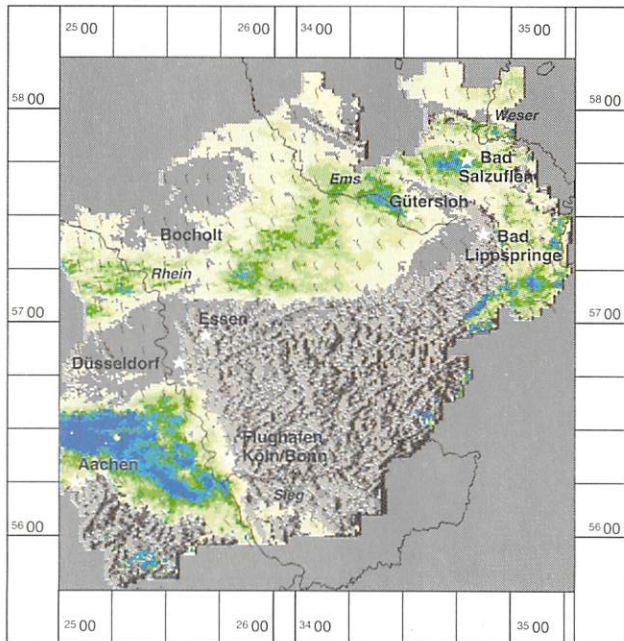 25 00 26 00 34 00 35 00
58 00 58 00
Weser
Bad
Salzuflen
Ems
Gütersloh
Bocholt
Bad
Lippspringe
Rhein
57 00 57 00
Essen
Düsseldorf
Flughafen
Köln/Bonn
Aachen
Sieg
56 00 56 00
25 00 26 00 34 00 35 00